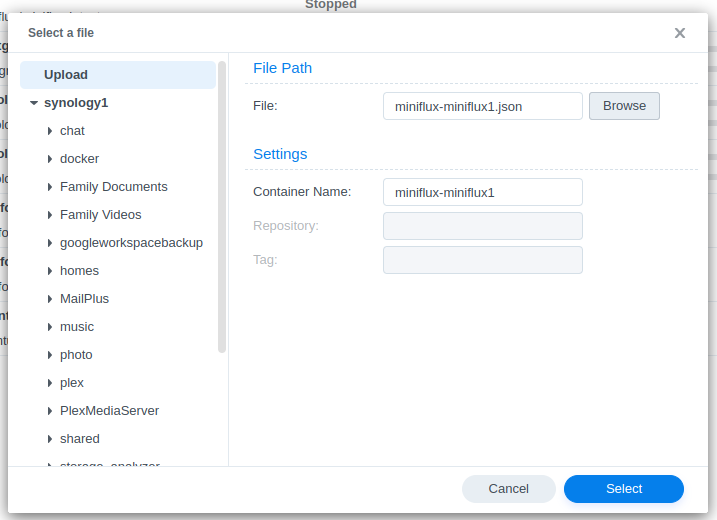 Stopped
Select a file
Upload
synology1
chat
docker
Family Documents
Family Videos
googleworkspacebackup
homes
MailPlus
music
photo
plex
PlexMediaServer
shared
storage_analyzer
File Path
File: miniflux-miniflux1.json Browse
Settings
Container Name: miniflux-miniflux1
Repository:
Tag:
Cancel Select